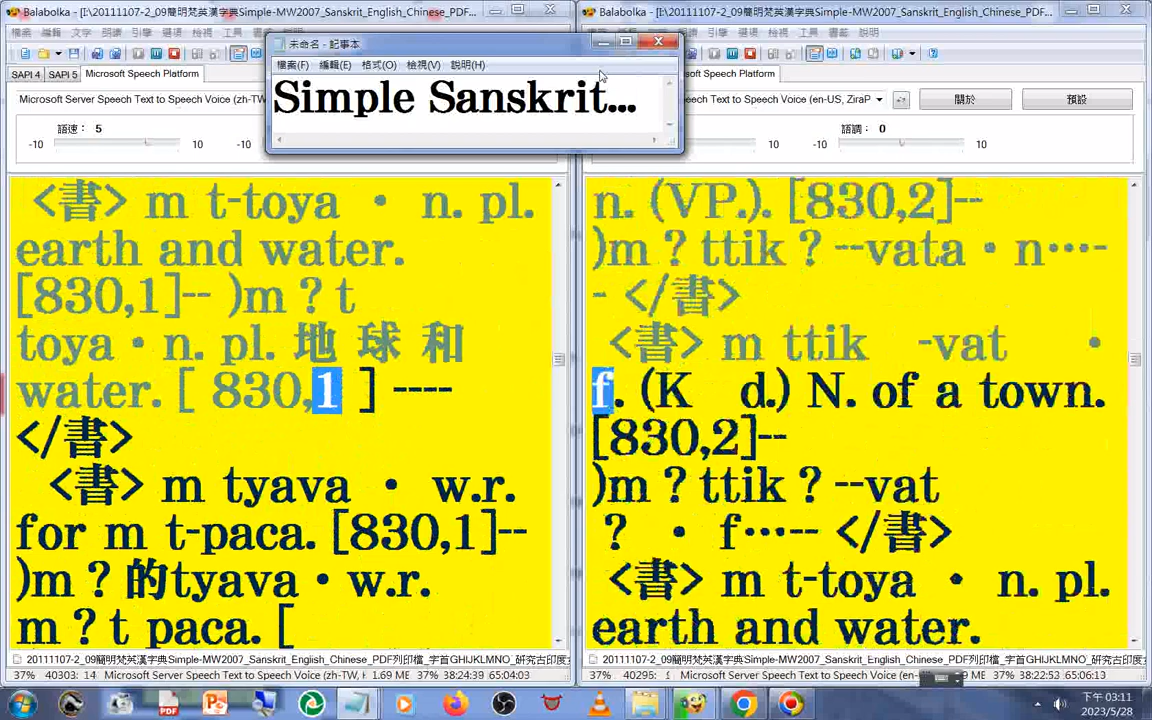 Balabolka - [I:\20111107-2_09簡明梵英漢字典Simple-MW2007_Sanskrit_English_Chinese_PDF...
Balabolka - [I:\20111107-2_09簡明梵英漢字典Simple-MW2007_Sanskrit_English_Chinese_PDF...
未命名 - 記事本
檔案(F) 編輯(E) 格式(O) 檢視(V) 說明(H)
Simple Sanskrit...
SAPI 4 SAPI 5 Microsoft Speech Platform
Speech Platform
Microsoft Server Speech Text to Speech Voice (zh-TW
eech Text to Speech Voice (en-US, ZiraP
關於
預設
語速： 5
-10 10 -10
語調： 0
10 -10 10
<書> m t-toya • n. pl.
earth and water.
[830,1]-- )m？t
toya•n. pl. 地 球 和
water. [ 830,1 ] ----
</書>
<書> m tyava • w.r.
for m t-paca. [830,1]--
)m？的tyava•w.r.
m？t paca. [
n. (VP.). [830,2]--
)m？ttik？--vata•n…-
- </書>
<書> m ttik -vat •
f. (K d.) N. of a town.
[830,2]--
)m？ttik？--vat
？ • f…-- </書>
<書> m t-toya • n. pl.
earth and water.
20111107-2_09簡明梵英漢字典Simple-MW2007_Sanskrit_English_Chinese_PDF列印檔_字首GHIJKLMNO_研究古印度
20111107-2_09簡明梵英漢字典Simple-MW2007_Sanskrit_English_Chinese_PDF列印檔_字首GHIJKLMNO_研究古印度
37% 40303: 14 Microsoft Server Speech Text to Speech Voice (zh-TW, 1.69 ME 37% 38:24:39 65:04:03
37% 40295: Microsoft Server Speech Text to Speech Voice (en- 37% 38:22:53 65:06:13
下午 03:11
2023/5/28